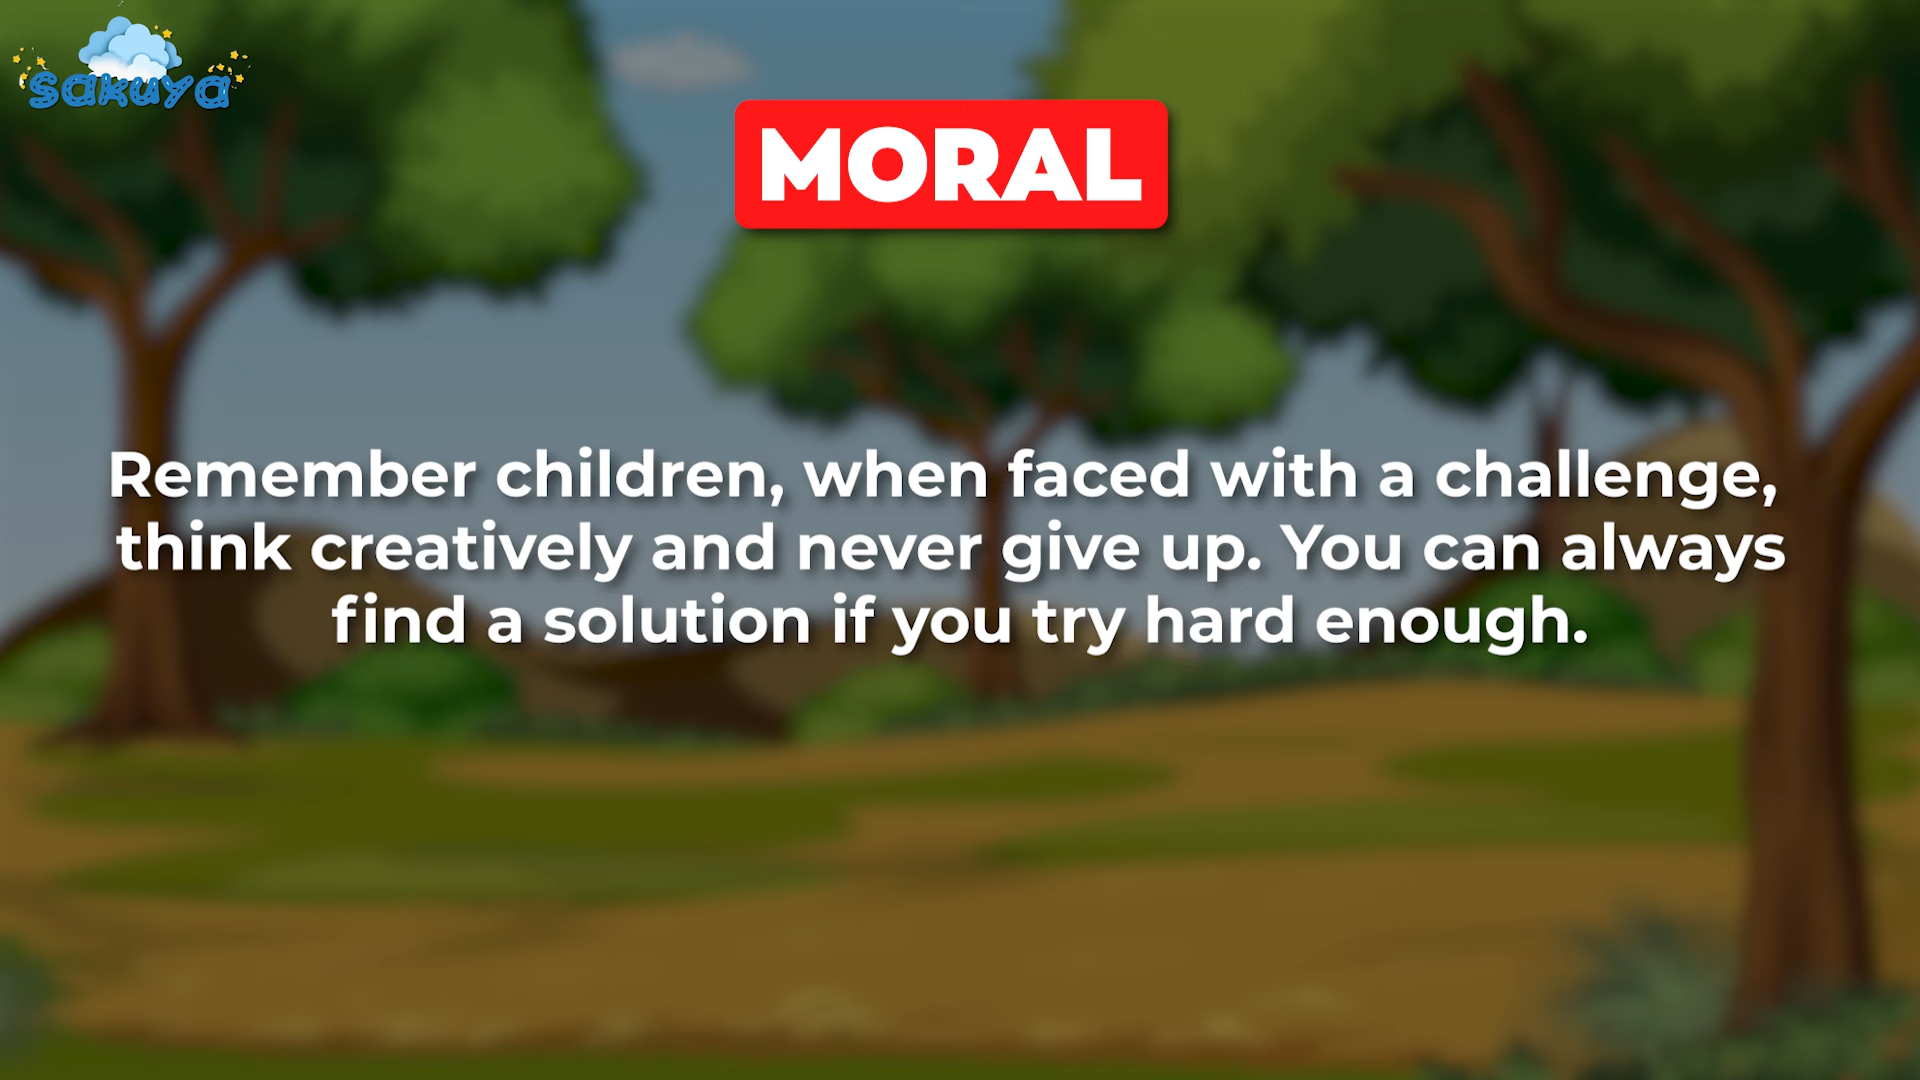 sakuya
MORAL
Remember children, when faced with a challenge,
think creatively and never give up. You can always
find a solution if you try hard enough.